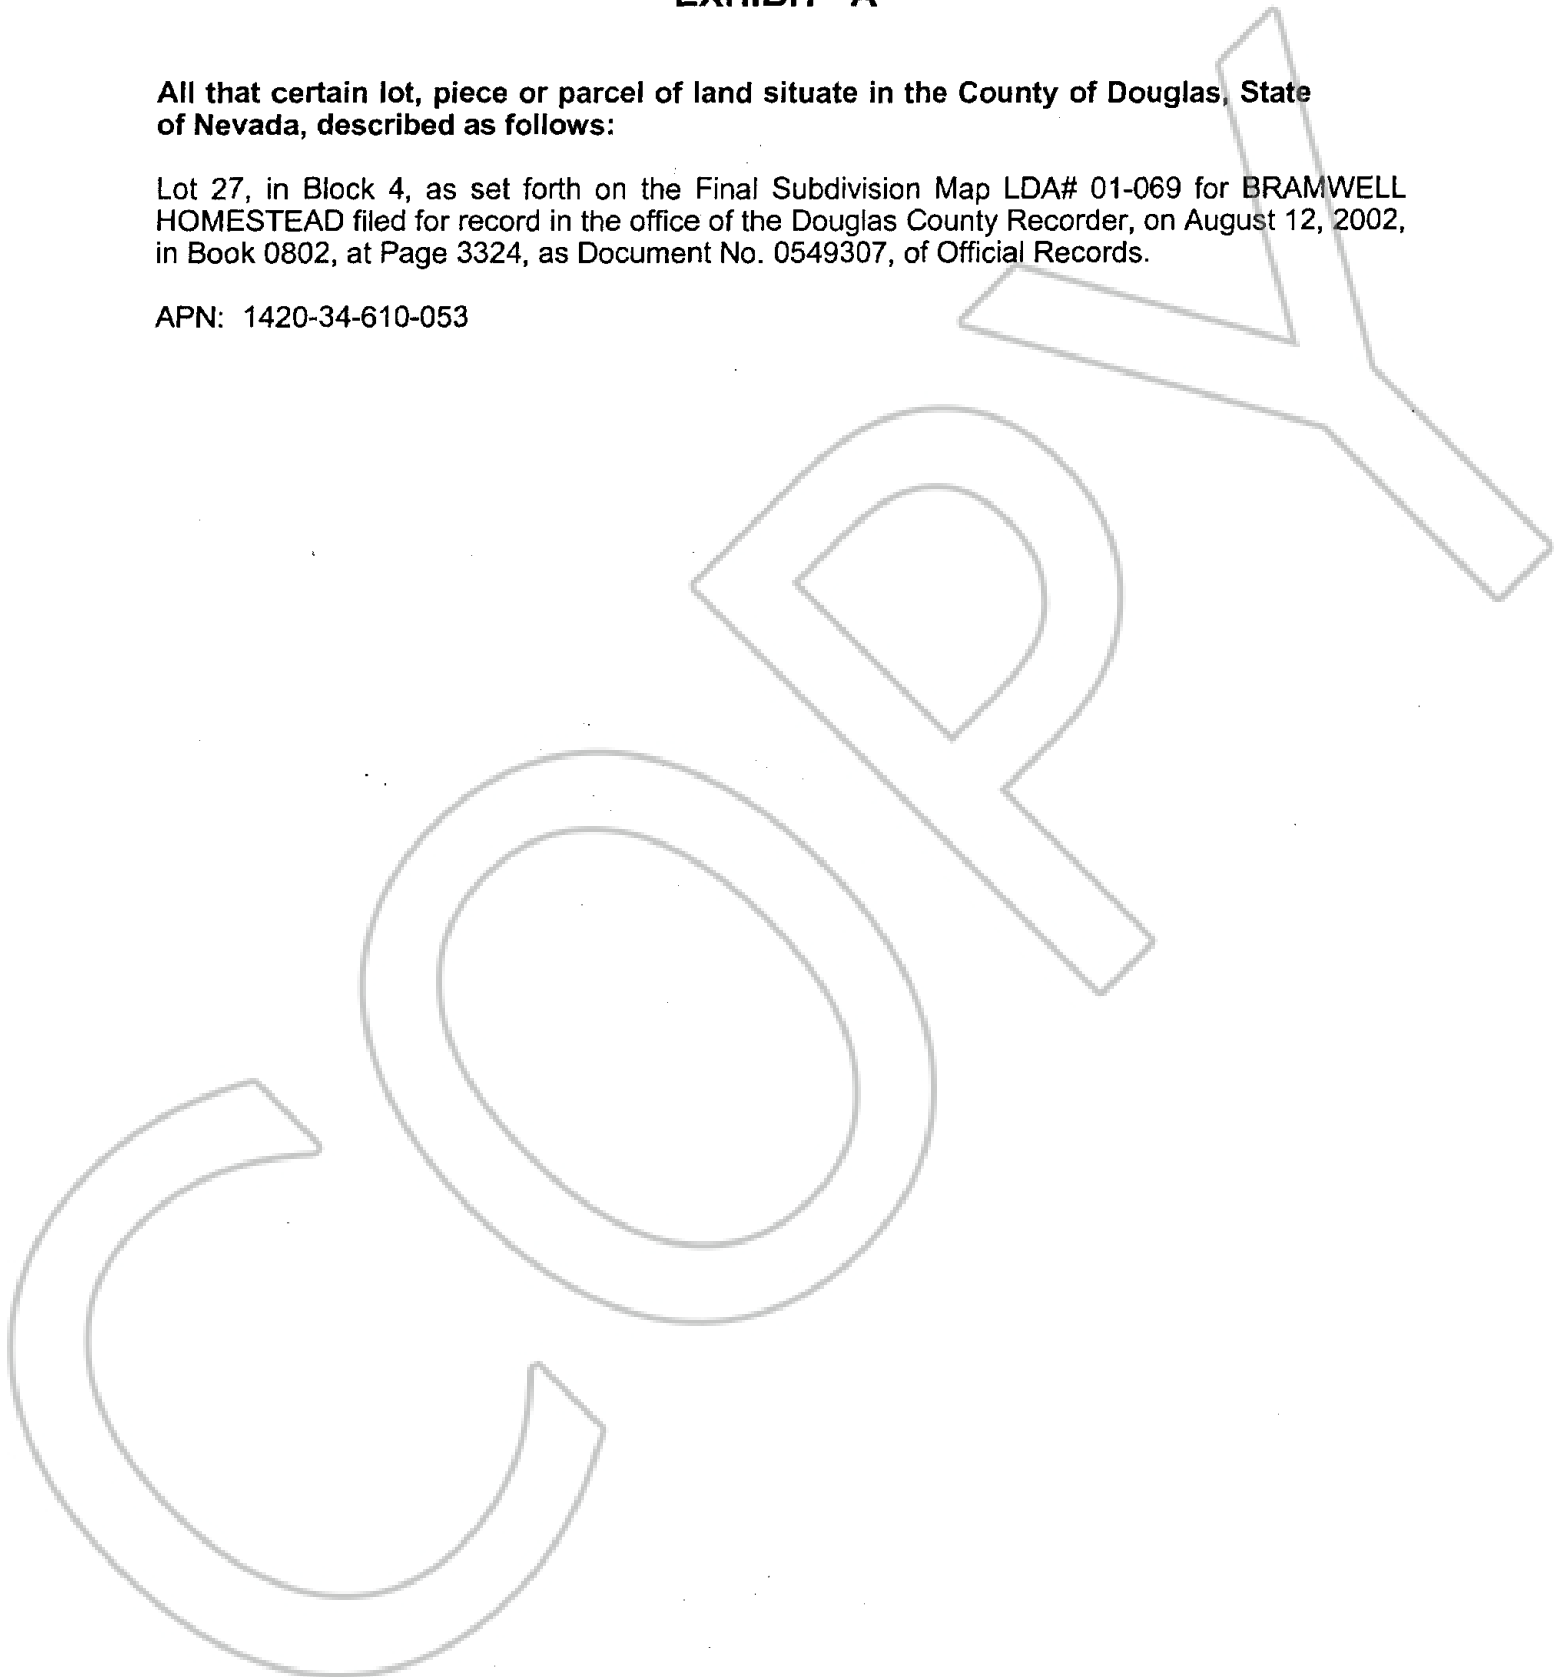 EXHIBIT "A"
All that certain lot, piece or parcel of land situate in the County of Douglas, State
of Nevada, described as follows:
Lot 27, in Block 4, as set forth on the Final Subdivision Map LDA# 01-069 for BRAMWELL
HOMESTEAD filed for record in the office of the Douglas County Recorder, on August 12, 2002,
in Book 0802, at Page 3324, as Document No. 0549307, of Official Records.
APN: 1420-34-610-053
COPY